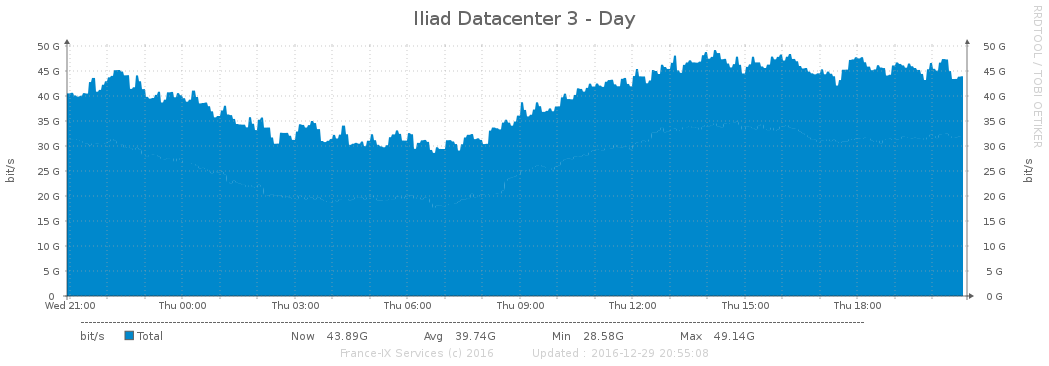 Iliad Datacenter 3 - Day
RRDTOOL / TOBI OETIKER
50 G 50 G
45 G 45 G
40 G 40 G
35 G 35 G
30 G 30 G
25 G 25 G
20 G 20 G
15 G 15 G
10 G 10 G
5 G 5 G
0 0 G
bit/s bit/s
Wed 21:00 Thu 00:00 Thu 03:00 Thu 06:00 Thu 09:00 Thu 12:00 Thu 15:00 Thu 18:00
bit/s Total Now 43.89G Avg 39.74G Min 28.58G Max 49.14G
France-IX Services (c) 2016 Updated : 2016-12-29 20:55:08